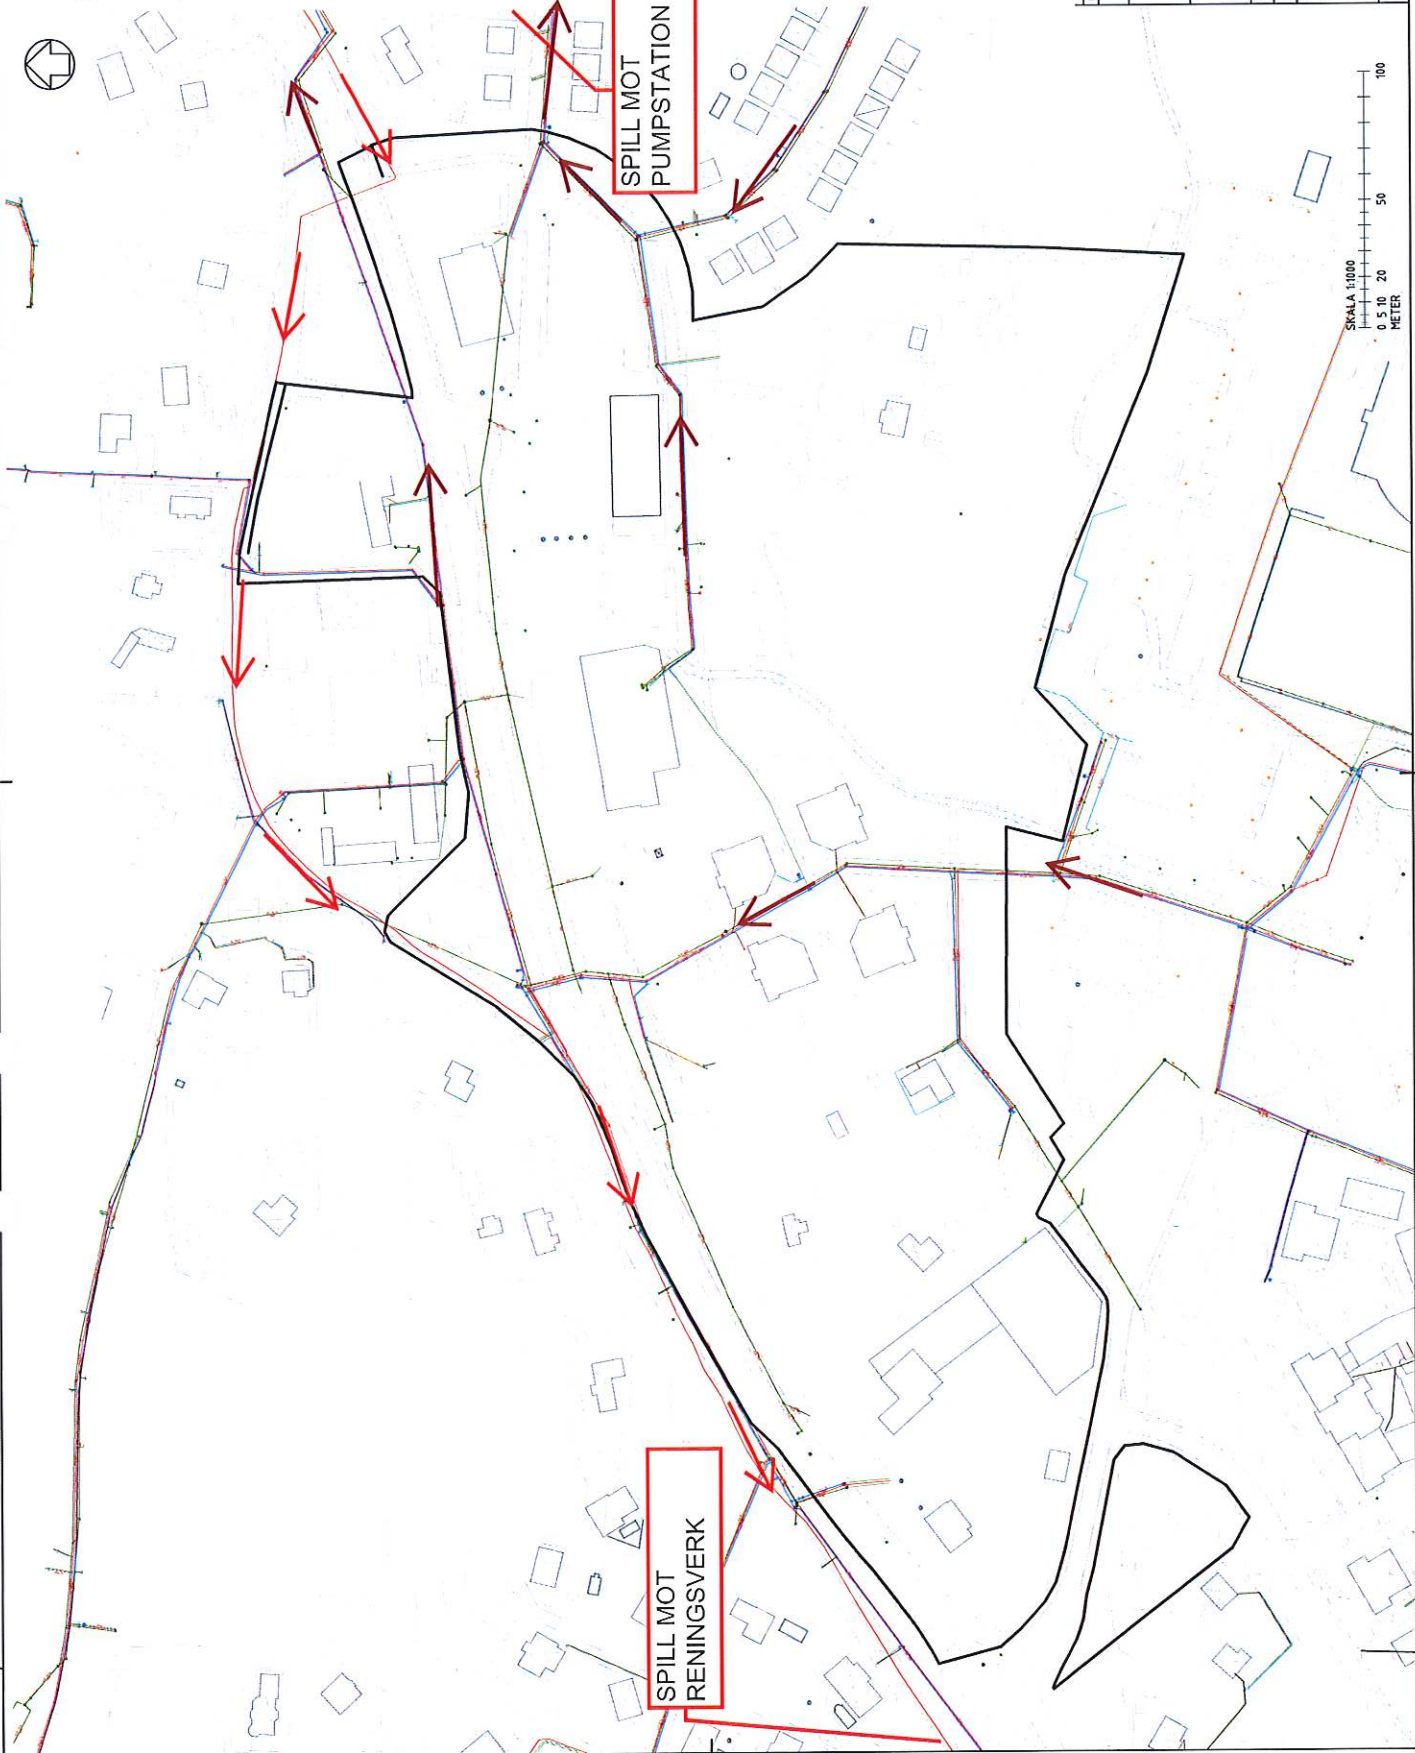 SPILL MOT
PUMPSTATION
SPILL MOT
RENINGSVERK
SKALA 1:1000
0 5 10 20 50 100
METER